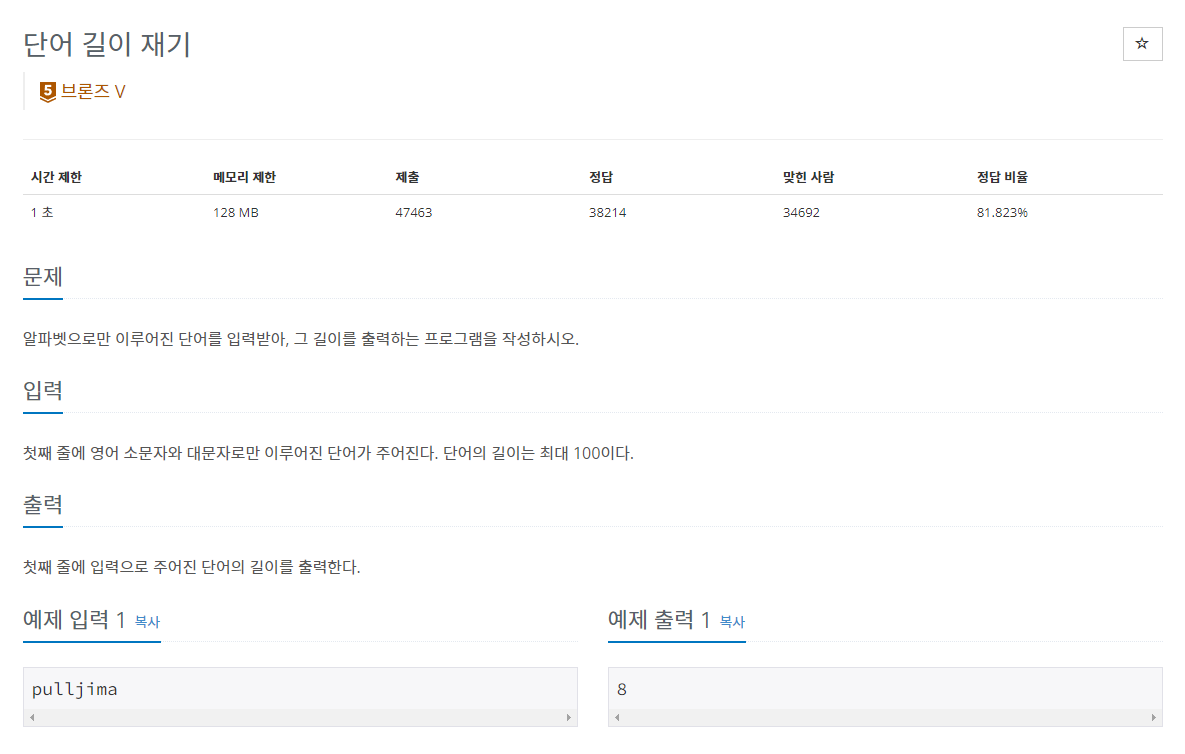 단어 길이 재기
☆
5 브론즈 V
시간 제한 메모리 제한 제출 정답 맞힌 사람 정답 비율
1 초 128 MB 47463 38214 34692 81.823%
문제
알파벳으로만 이루어진 단어를 입력받아, 그 길이를 출력하는 프로그램을 작성하시오.
입력
첫째 줄에 영어 소문자와 대문자로만 이루어진 단어가 주어진다. 단어의 길이는 최대 100이다.
출력
첫째 줄에 입력으로 주어진 단어의 길이를 출력한다.
예제 입력 1 복사
pulljima
예제 출력 1 복사
8